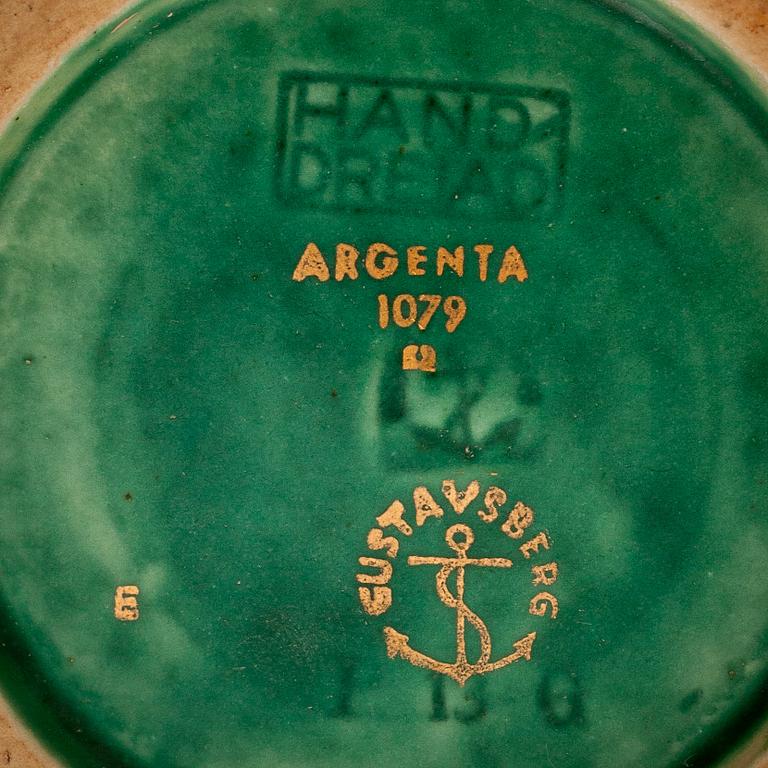 HAND-
DREJAD
ARGENTA
1079
GUSTAVSBERG
E